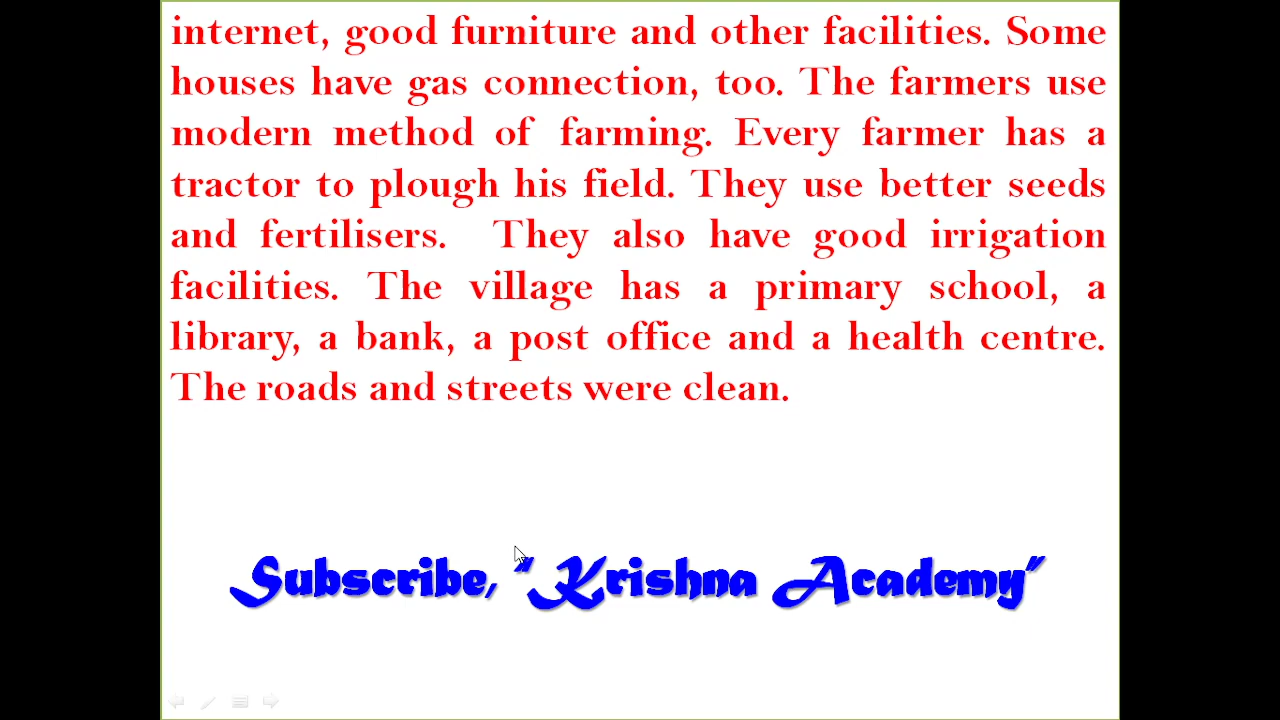 internet, good furniture and other facilities. Some
houses have gas connection, too. The farmers use
modern method of farming. Every farmer has a
tractor to plough his field. They use better seeds
and fertilisers. They also have good irrigation
facilities. The village has a primary school, a
library, a bank, a post office and a health centre.
The roads and streets were clean.
Subscribe, "Krishna Academy"